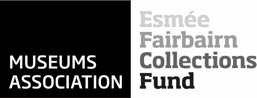 MUSEUMS
ASSOCIATION
Esmée
Fairbairn
Collections
Fund